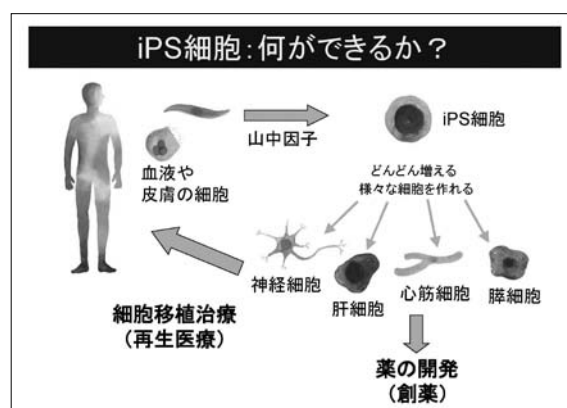 iPS細胞：何ができるか？
山中因子
iPS細胞
血液や
皮膚の細胞
どんどん増える
様々な細胞を作れる
神経細胞
肝細胞
心筋細胞
膵細胞
細胞移植治療
（再生医療）
薬の開発
（創薬）